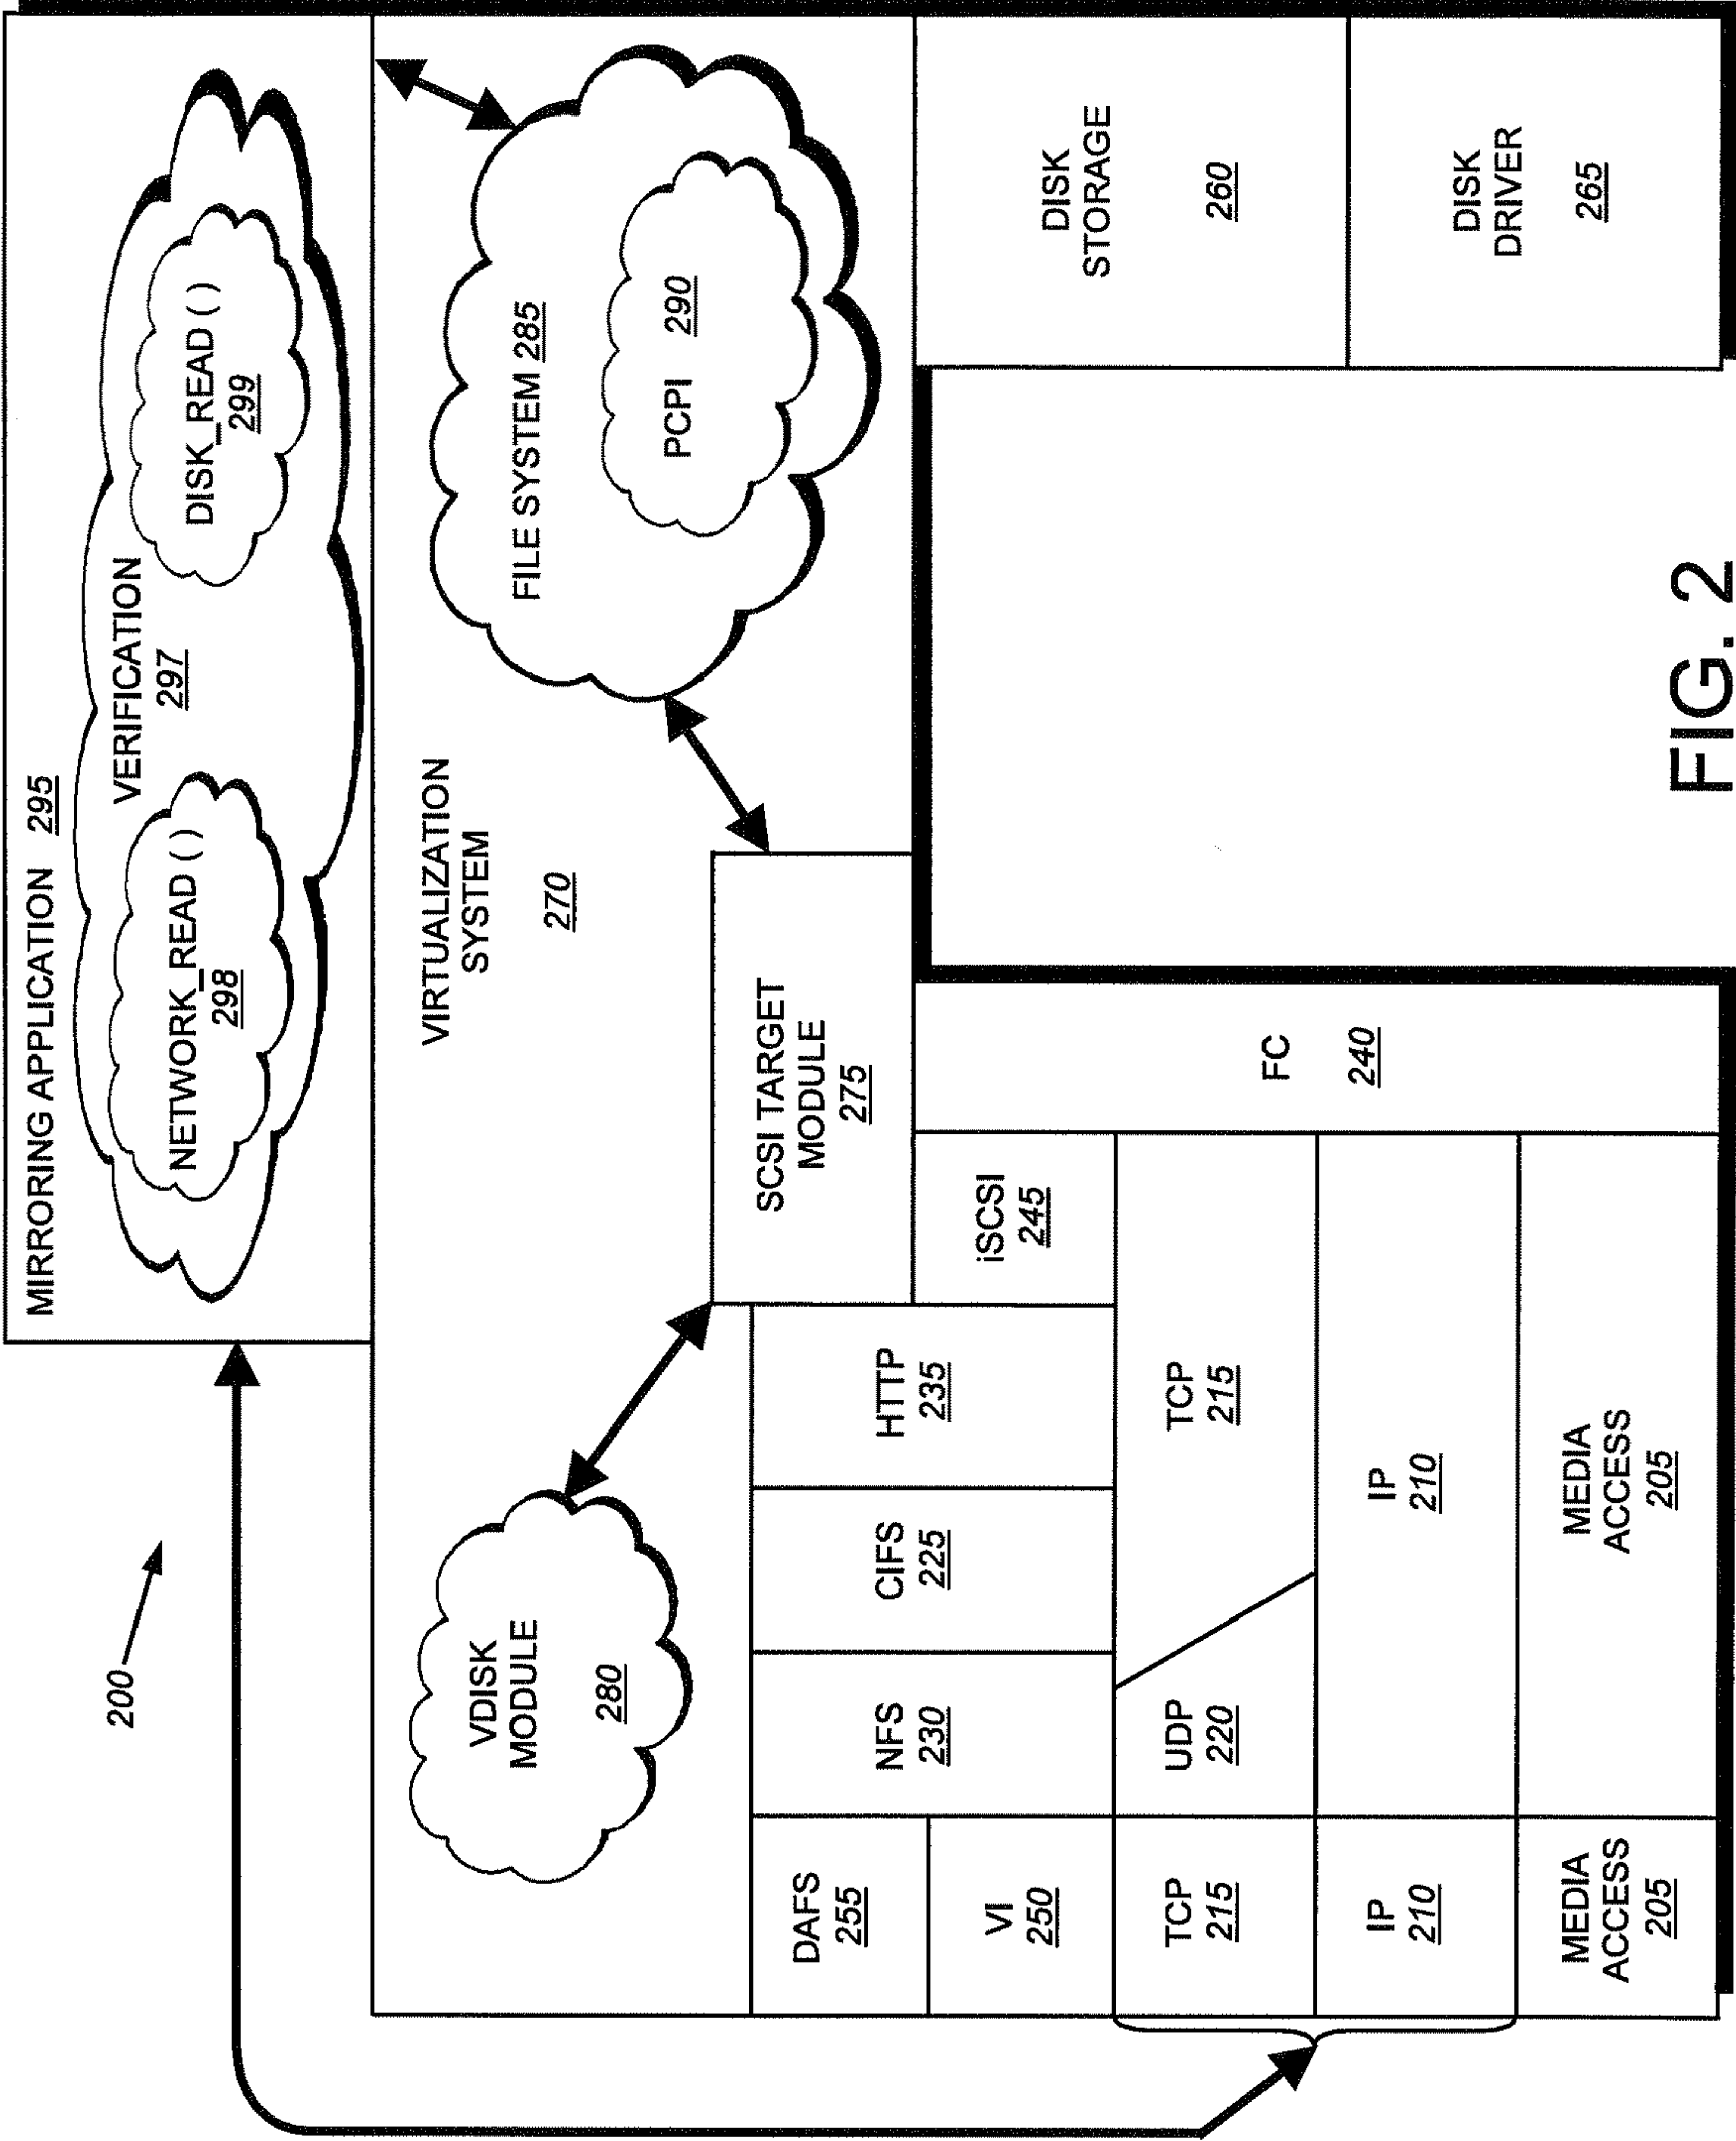 200
MIRRORING APPLICATION 295
VERIFICATION
297
NETWORK_READ ( )
298
DISK_READ ( )
299
VIRTUALIZATION
SYSTEM
270
VDISK
MODULE
280
FILE SYSTEM 285
PCPI 290
SCSI TARGET
MODULE
275
DAFS
255
VI
250
NFS
230
CIFS
225
HTTP
235
iSCSI
245
FC
240
TCP
215
UDP
220
TCP
215
IP
210
IP
210
MEDIA
ACCESS
205
MEDIA
ACCESS
205
DISK
STORAGE
260
DISK
DRIVER
265
FIG. 2